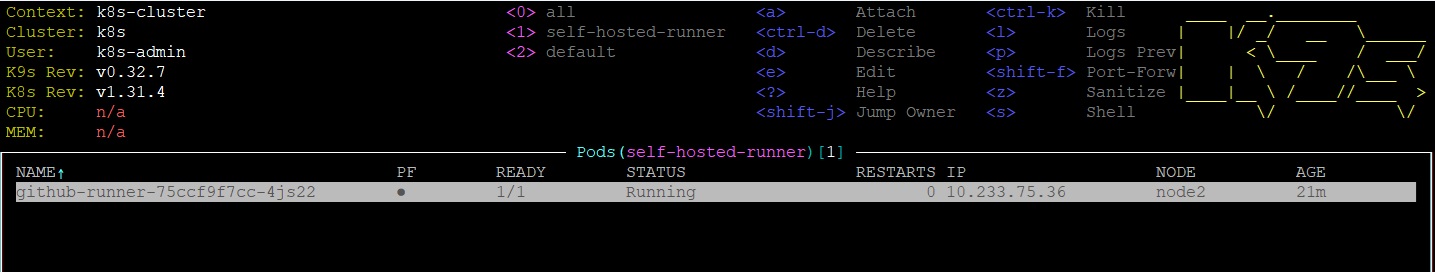 Context: k8s-cluster <0> all <a> Attach <ctrl-k> Kill
Cluster: k8s <1> self-hosted-runner <ctrl-d> Delete <l> Logs
User: k8s-admin <2> default <d> Describe <p> Logs Prev
K9s Rev: v0.32.7 <e> Edit <shift-f> Port-Forw
K8s Rev: v1.31.4 <?> Help <z> Sanitize
CPU: n/a <shift-j> Jump Owner <s> Shell
MEM: n/a
Pods(self-hosted-runner)[1]
NAME↑ PF READY STATUS RESTARTS IP NODE AGE
github-runner-75ccf9f7cc-4js22 ● 1/1 Running 0 10.233.75.36 node2 21m